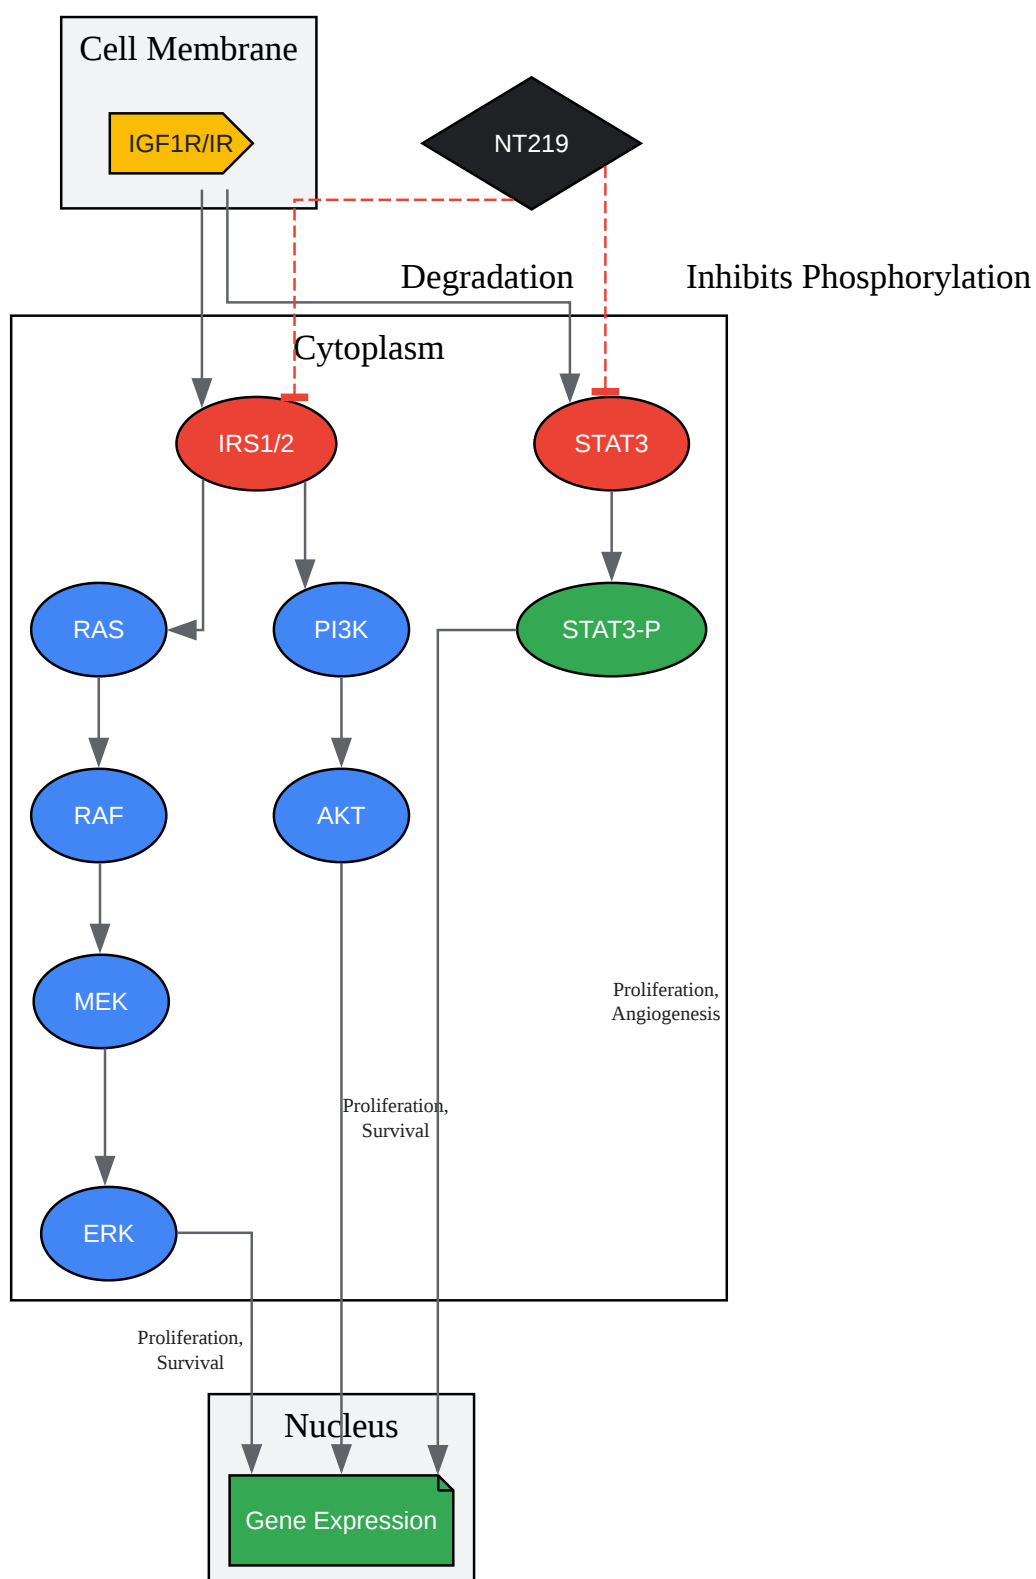 Cell Membrane
IGF1R/IR
NT219
Degradation
Inhibits Phosphorylation
Cytoplasm
IRS1/2
STAT3
RAS
PI3K
STAT3-P
RAF
AKT
MEK
Proliferation,
Angiogenesis
Proliferation,
Survival
ERK
Proliferation,
Survival
Nucleus
Gene Expression